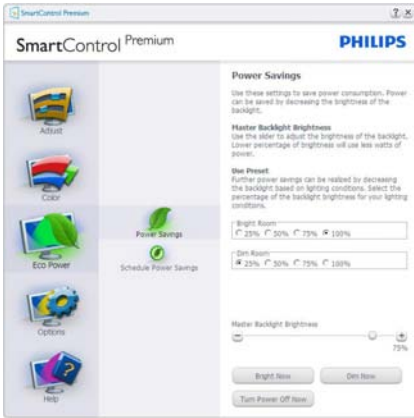 SmartControl Premium
SmartControl Premium
PHILIPS
Adjust
Color
Eco Power
Options
Help
Power Savings
Schedule Power Savings
Power Savings
Use these settings to save power consumption. Power
can be saved by decreasing the brightness of the
backlight.
Master Backlight Brightness
Use the slider to adjust the brightness of the backlight.
Lower percentage of brightness will use less watts of
power.
Use Preset
Further power savings can be realized by decreasing
the backlight based on lighting conditions. Select the
percentage of the backlight brightness for your lighting
conditions.
Bright Room
25% 50% 75% 100%
Dim Room
25% 50% 75% 100%
Master Backlight Brightness
75%
Bright Now Dim Now
Turn Power Off Now